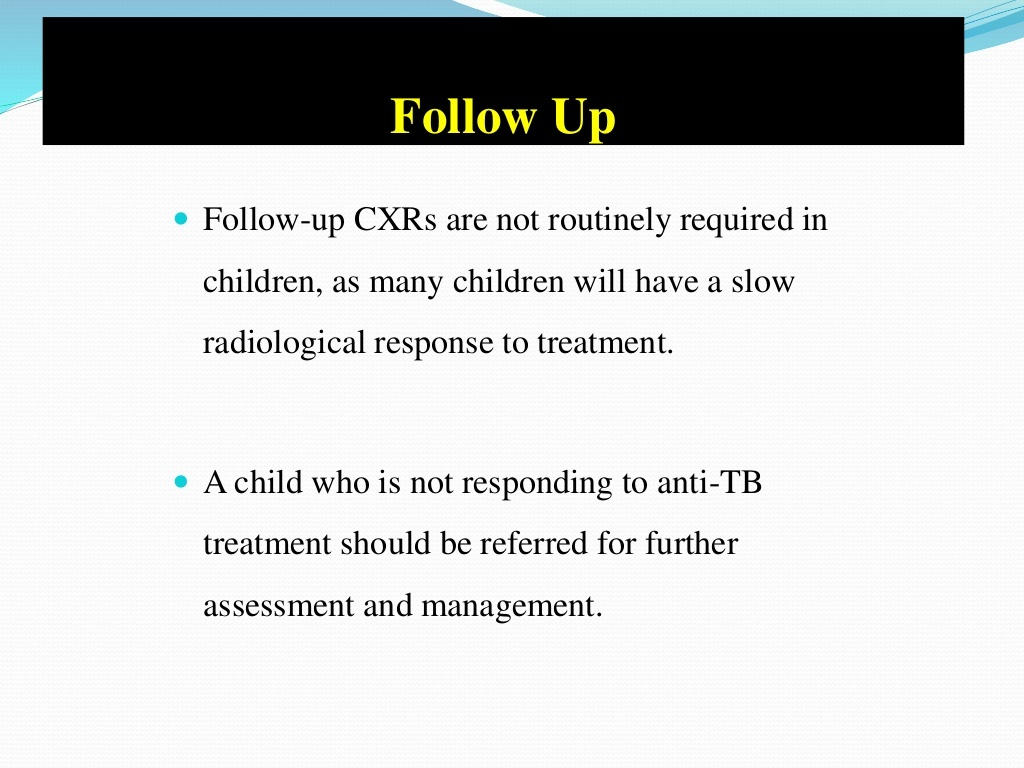 Follow Up
• Follow-up CXRs are not routinely required in
children, as many children will have a slow
radiological response to treatment.
• A child who is not responding to anti-TB
treatment should be referred for further
assessment and management.